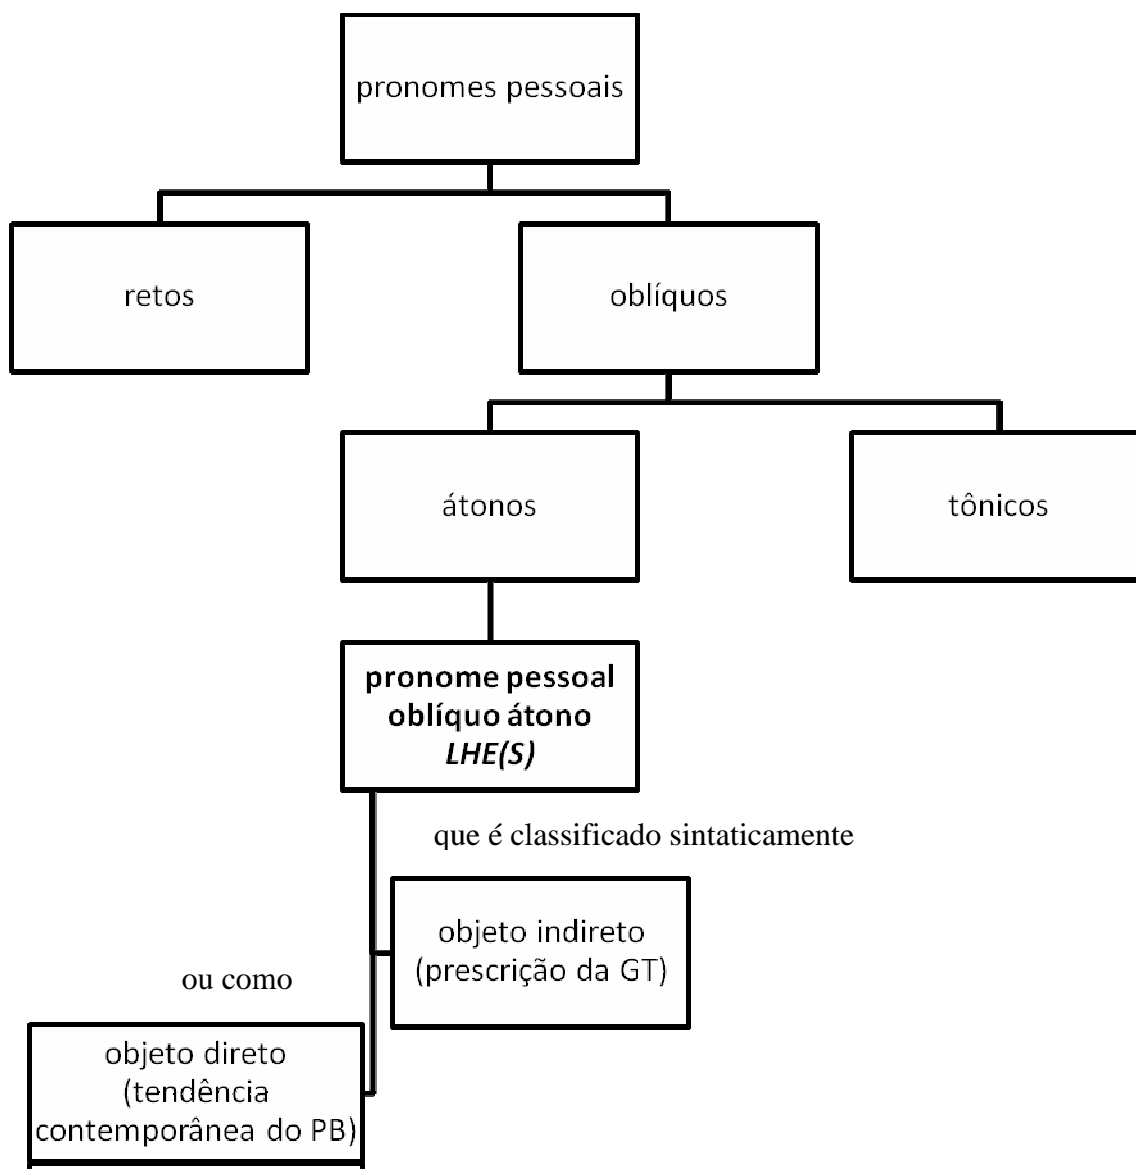 pronomes pessoais
retos
oblíquos
átonos
tônicos
pronome pessoal
oblíquo átono
LHE(S)
que é classificado sintaticamente
objeto indireto
(prescrição da GT)
ou como
objeto direto
(tendência
contemporânea do PB)